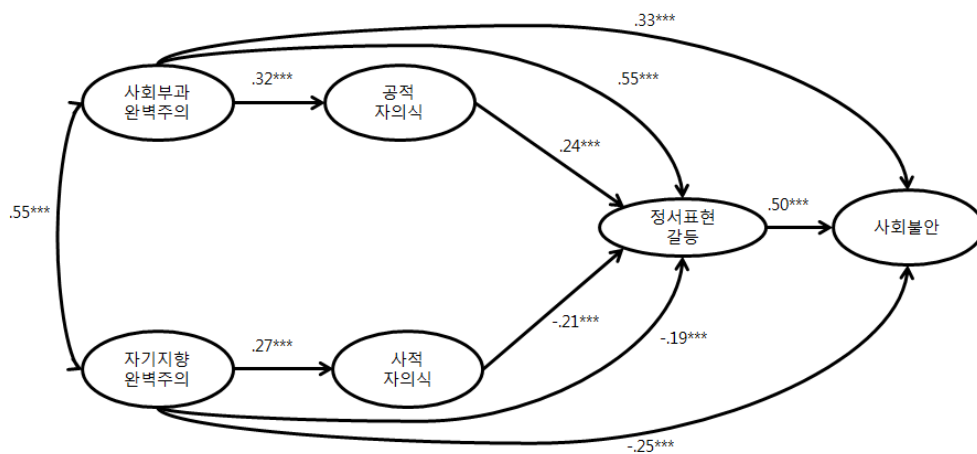 .33***
.55***
.32***
사회부과
완벽주의
공적
자의식
.24***
.55***
정서표현
갈등
.50***
사회불안
자기지향
완벽주의
.27***
사적
자의식
-.21***
-.19***
-.25***